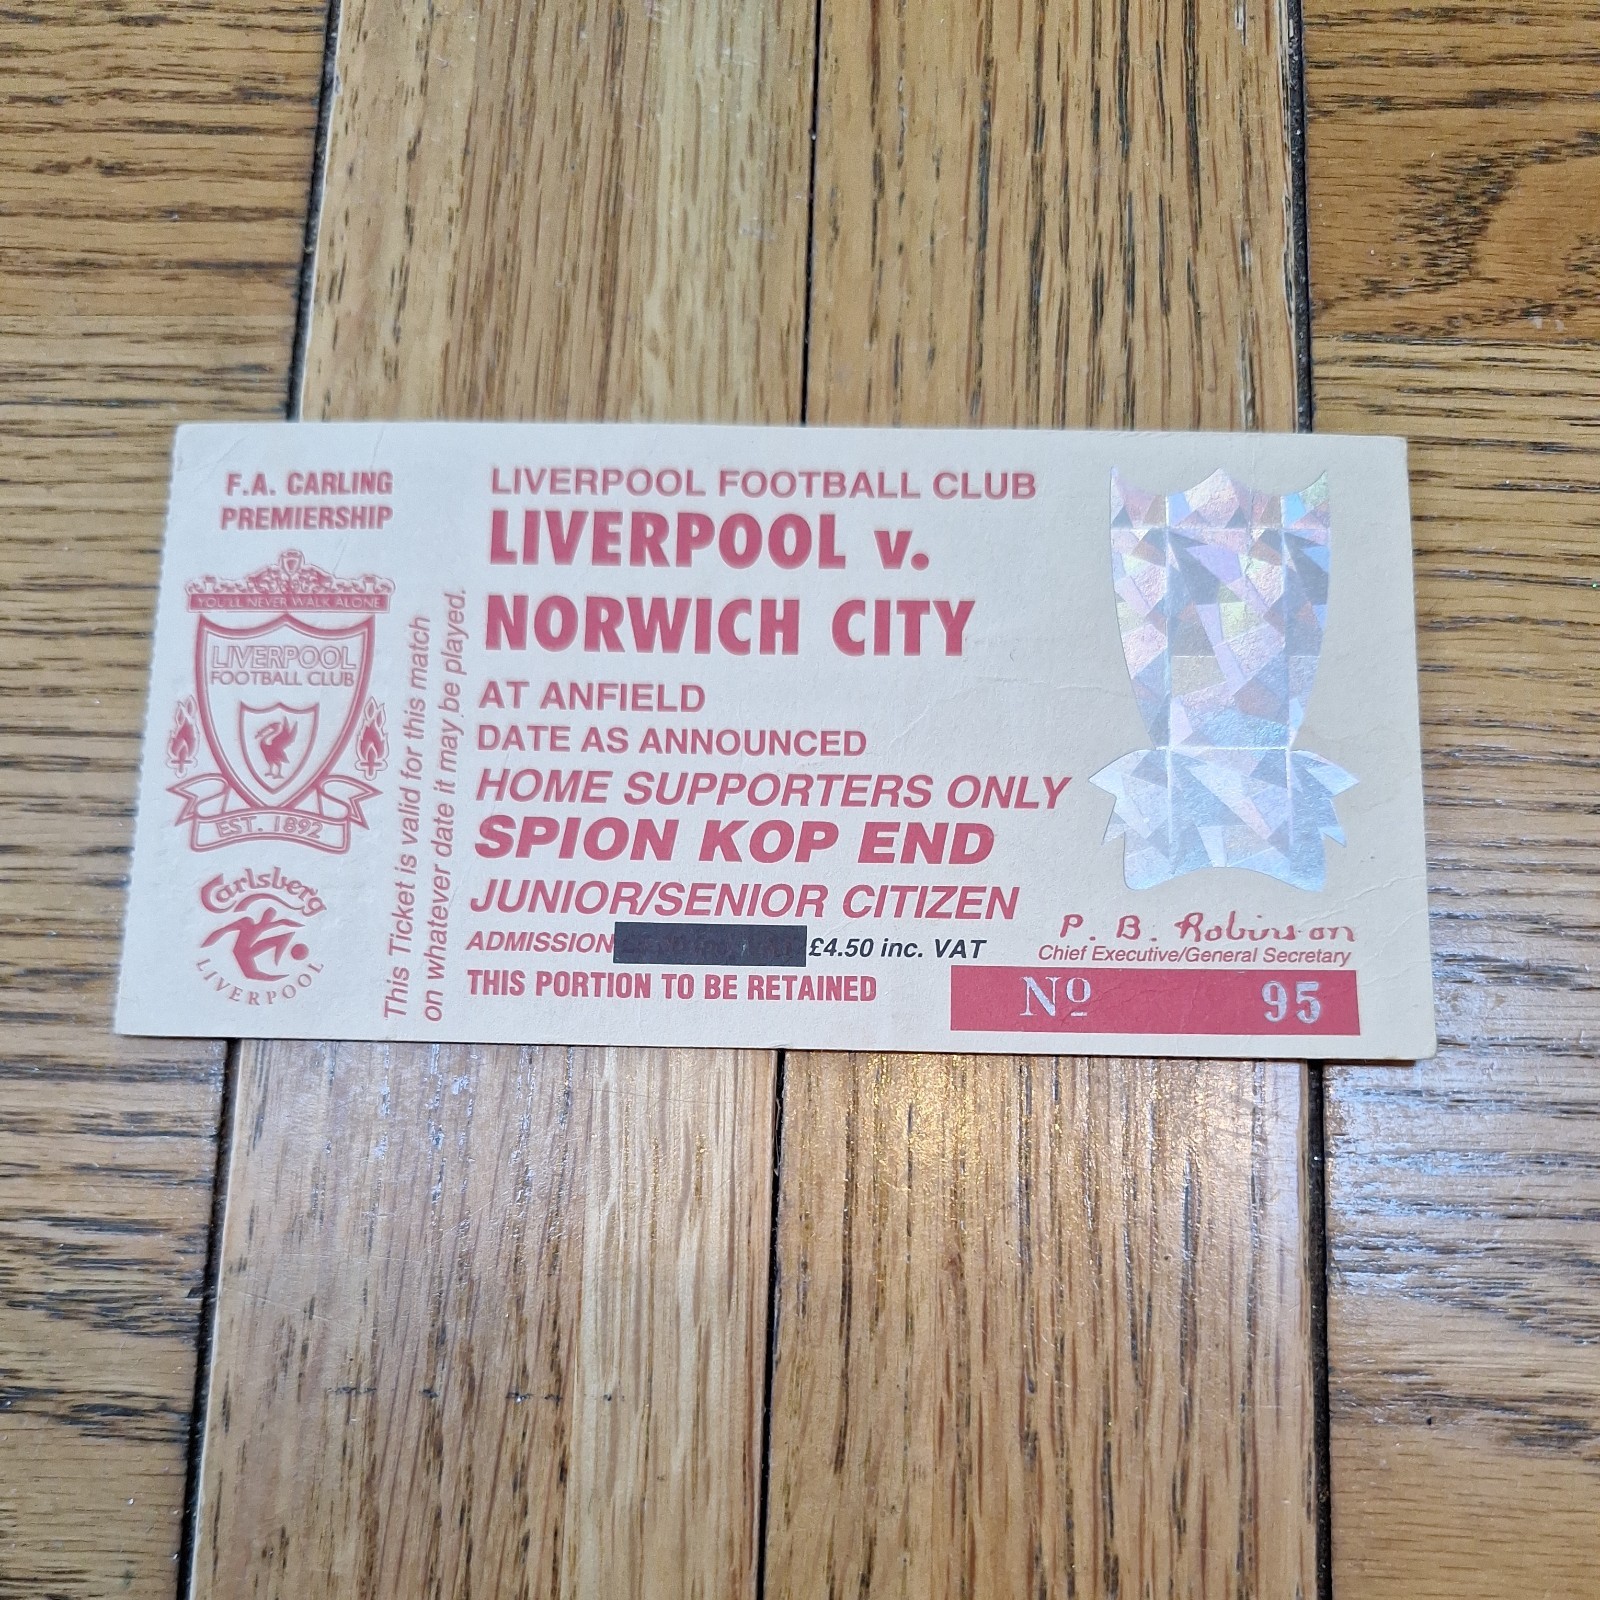 F.A. CARLING
PREMIERSHIP
YOU'LL NEVER WALK ALONE
LIVERPOOL
FOOTBALL CLUB
EST. 1892
Carlsberg
LIVERPOOL
This Ticket is valid for this match
on whatever date it may be played.
LIVERPOOL FOOTBALL CLUB
LIVERPOOL v.
NORWICH CITY
AT ANFIELD
DATE AS ANNOUNCED
HOME SUPPORTERS ONLY
SPION KOP END
JUNIOR/SENIOR CITIZEN
ADMISSION £4.50 inc. VAT
THIS PORTION TO BE RETAINED
P. B. Robinson
Chief Executive/General Secretary
Nº 95